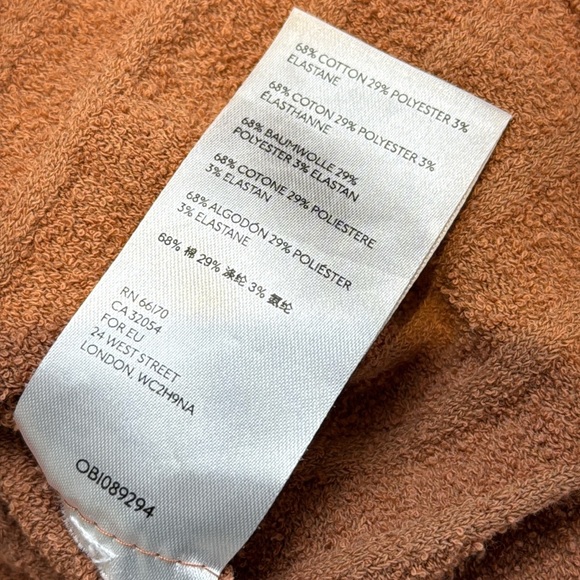 68% COTTON 29% POLYESTER 3%
ELASTANE
68% COTON 29% POLYESTER 3%
ÉLASTHANNE
68% BAUMWOLLE 29%
POLYESTER 3% ELASTAN
68% COTONE 29% POLIESTERE
3% ELASTAN
68% ALGODÓN 29% POLIÉSTER
3% ELASTANE
68% 棉 29% 涤纶 3% 氨纶
RN 66170
CA 32054
FOR EU
24 WEST STREET
LONDON, WC2H9NA
OB1089294